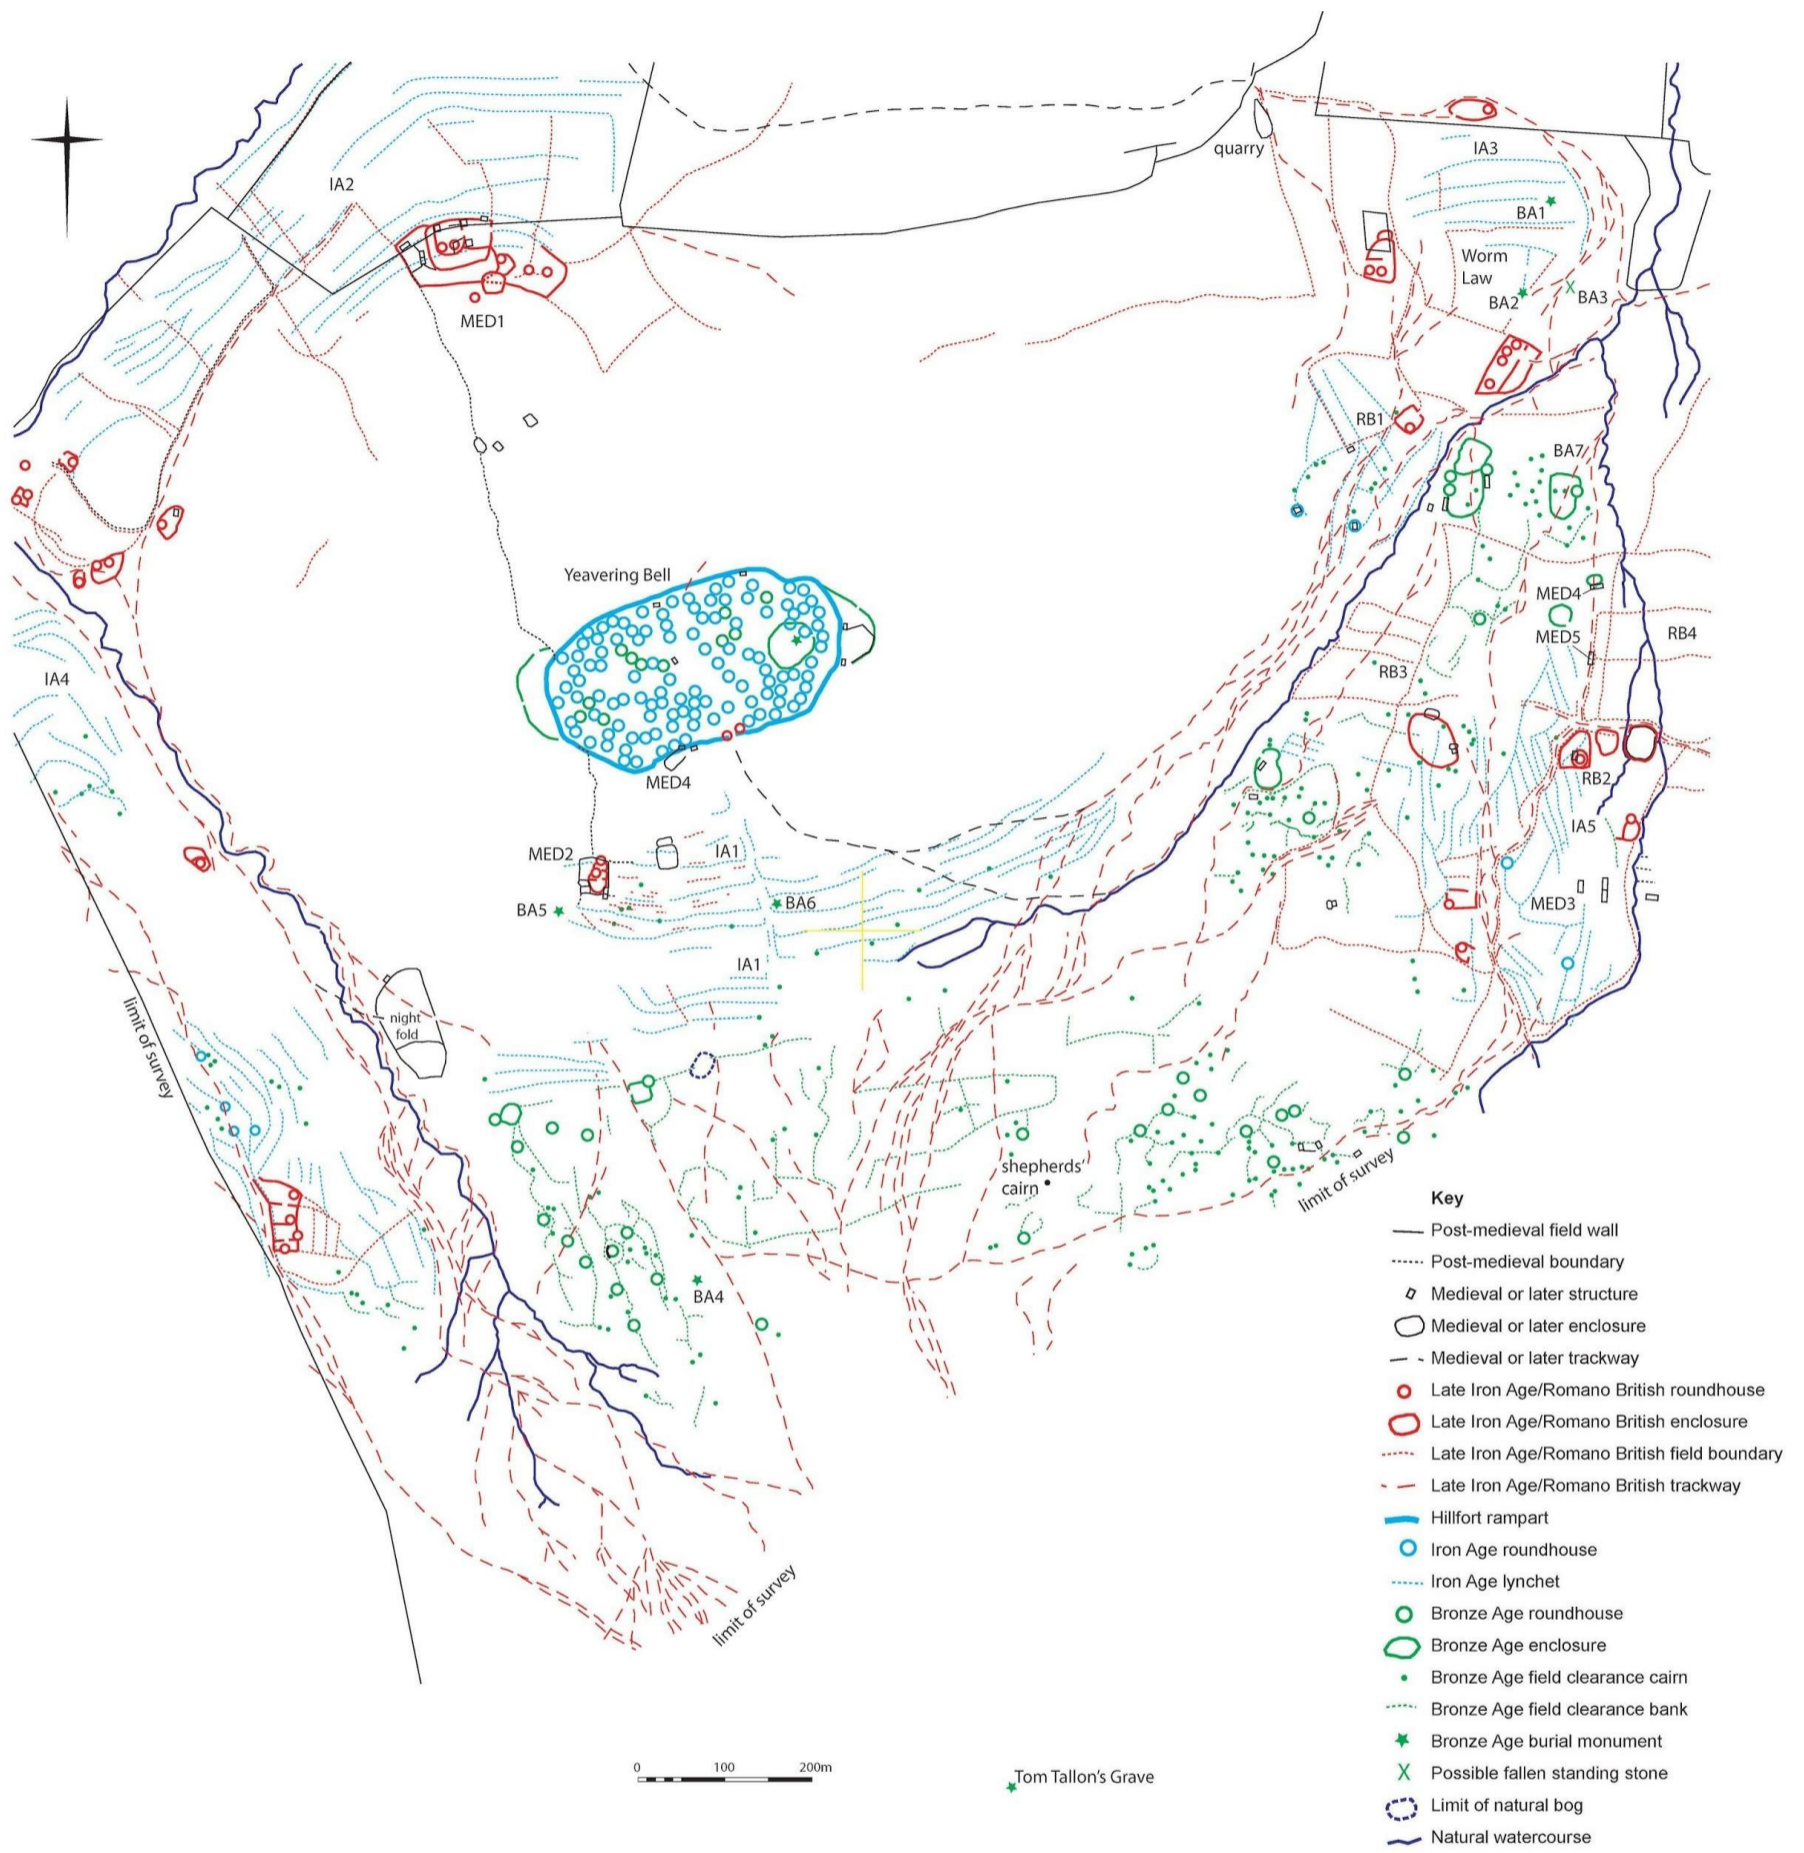 quarry
IA3
IA2
BA1
Worm
Law
BA2
BA3
MED1
RB1
BA7
Yeavering Bell
MED4
MED5
RB4
RB3
IA4
MED4
RB2
IA5
MED2
IA1
BA5
BA6
MED3
IA1
limit of survey
night
fold
shepherds'
cairn
limit of survey
BA4
limit of survey
Key
Post-medieval field wall
Post-medieval boundary
Medieval or later structure
Medieval or later enclosure
Medieval or later trackway
Late Iron Age/Romano British roundhouse
Late Iron Age/Romano British enclosure
Late Iron Age/Romano British field boundary
Late Iron Age/Romano British trackway
Hillfort rampart
Iron Age roundhouse
Iron Age lynchet
Bronze Age roundhouse
Bronze Age enclosure
Bronze Age field clearance cairn
Bronze Age field clearance bank
Bronze Age burial monument
Possible fallen standing stone
Limit of natural bog
Natural watercourse
0 100 200m
Tom Tallon's Grave